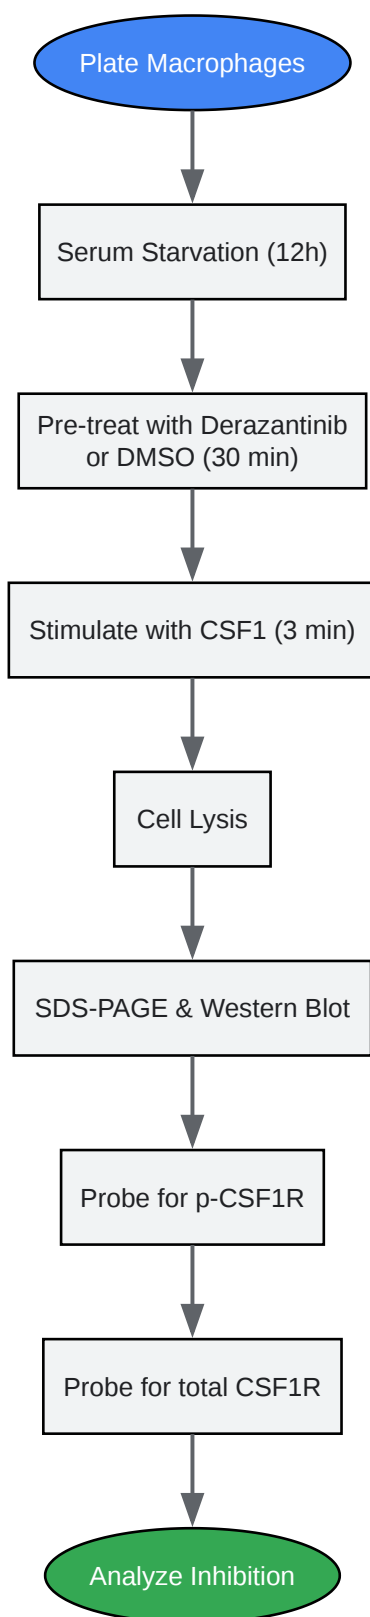 Plate Macrophages
Serum Starvation (12h)
Pre-treat with Derazantinib
or DMSO (30 min)
Stimulate with CSF1 (3 min)
Cell Lysis
SDS-PAGE & Western Blot
Probe for p-CSF1R
Probe for total CSF1R
Analyze Inhibition